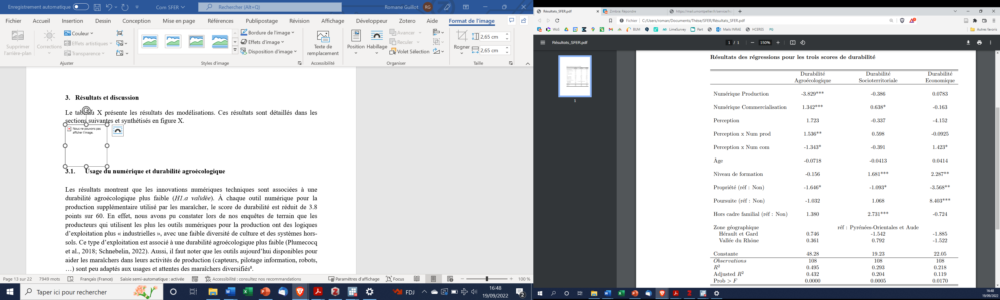 Enregistrement automatique
Com SFER
Rechercher (Alt+Q)
Romane Guillot
RG
Fichier Accueil Insertion Dessin Conception Mise en page Références Publipostage Révision Affichage Développeur Zotero Aide Format de l'image
Supprimer l'arrière-plan
Corrections
Couleur
Effets artistiques
Transparence
Ajuster
Styles d'image
Bordure de l'image
Effets d'image
Disposition d'image
Texte de remplacement
Accessibilité
Position
Habillage
Avancer
Reculer
Volet Sélection
Organiser
Rogner
2,65 cm
2,65 cm
Taille
3. Résultats et discussion
Le tableau X présente les résultats des modélisations. Ces résultats sont détaillés dans les
sections suivantes et synthétisés en figure X.
Nous ne pouvons pas
afficher l'image.
3.1. Usage du numérique et durabilité agroécologique
Les résultats montrent que les innovations numériques techniques sont associées à une
durabilité agroécologique plus faible (H1.a validée). À chaque outil numérique pour la
production supplémentaire utilisé par les maraîcher, le score de durabilité est réduit de 3.8
points sur 60. En effet, nous avons pu constater lors de nos enquêtes de terrain que les
producteurs qui utilisent les plus les outils numériques pour la production ont des logiques
d'exploitation plus « industrielles », avec une faible diversité de culture et des systèmes hors-
sols. Ce type d'exploitation est associé à une durabilité agroécologique plus faible (Plumecocq
et al., 2018; Schnebelin, 2022). Aussi, il faut noter que les outils aujourd'hui disponibles pour
aider les maraîchers dans leurs activités de production (capteurs, pilotage information, robots,
…) sont peu adaptés aux usages et attentes des maraîchers diversifiés⁸.
Page 13 sur 22 7949 mots Français (France) Saisie semi-automatique : activée Accessibilité : consultez nos recommandations Paramètres d'affichage Focus 100 %
Taper ici pour rechercher
FDJ
16:48
19/09/2022
2
Résultats_SFER.pdf
Zimbra: Répondre
https://mail.umontpellier.fr/service/ho
Fichier C:/Users/roman/Documents/Thèse/SFER/Résultats_SFER.pdf
WoS BUM LimeSurvey Part Mails INRAE HCERES PQ Autres favoris
Résultats_SFER.pdf 1 / 1 150%
1
Résultats des régressions pour les trois scores de durabilité
Durabilité Durabilité Durabilité
Agroécologique Socioterritoriale Economique
Numérique Production -3.829*** -0.386 0.0783
Numérique Commercialisation 1.342*** 0.638* -0.163
Perception 1.723 -0.337 -4.152
Perception x Num prod 1.536** 0.598 -0.0925
Perception x Num com -1.343* -0.391 1.423*
Âge -0.0718 -0.0413 0.0414
Niveau de formation -0.156 1.681*** 2.287**
Propriété (réf : Non) -1.646* -1.093* -3.568**
Poursuite (réf : Non) -1.032 1.068 8.403***
Hors cadre familial (réf : Non) 1.380 2.731*** -0.724
Zone géographique réf : Pyrénées-Orientales et Aude
Hérault et Gard 0.746 -1.542 -1.885
Vallée du Rhône 0.361 0.792 -1.522
Constante 48.28 19.23 22.05
Observations 108 108 108
R² 0.495 0.293 0.218
Adjusted R² 0.432 0.204 0.119
Prob > F 0.0000 0.0005 0.0170
16:48
19/09/2022